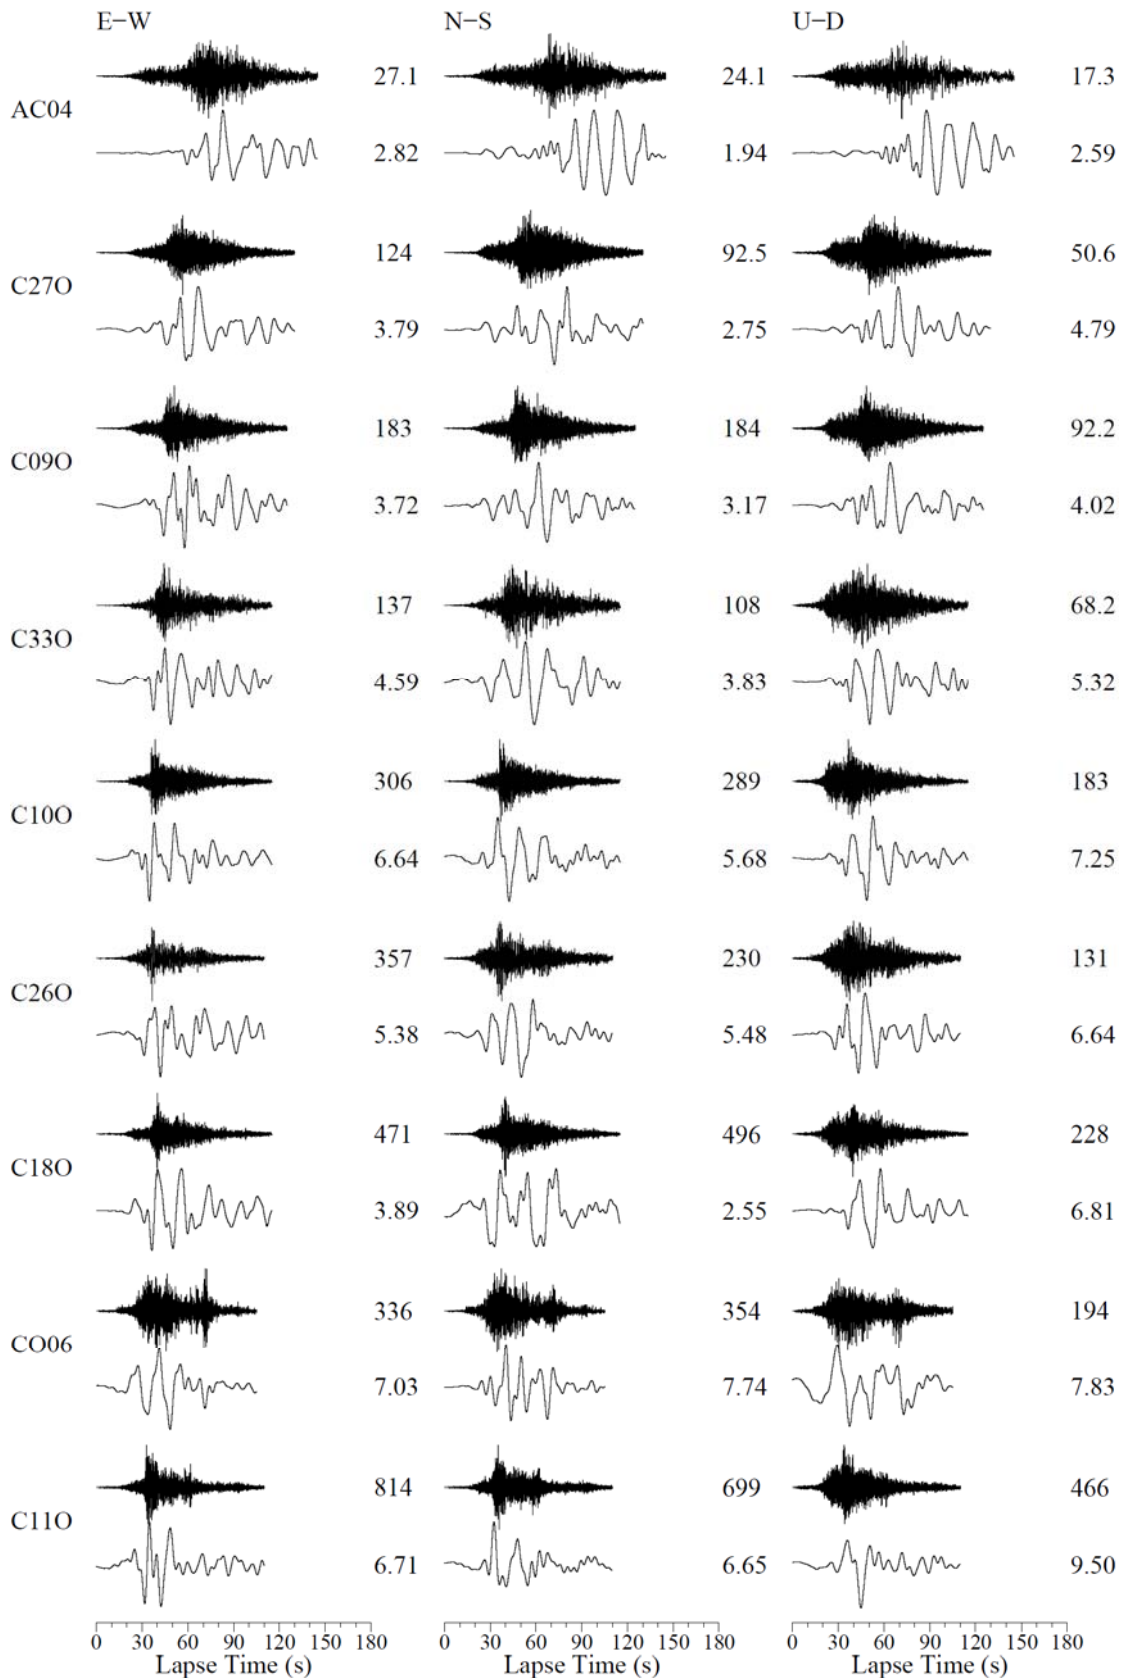 E−W N−S U−D
27.1 24.1 17.3
AC04
2.82 1.94 2.59
124 92.5 50.6
C27O
3.79 2.75 4.79
183 184 92.2
C09O
3.72 3.17 4.02
137 108 68.2
C33O
4.59 3.83 5.32
306 289 183
C10O
6.64 5.68 7.25
357 230 131
C26O
5.38 5.48 6.64
471 496 228
C18O
3.89 2.55 6.81
336 354 194
CO06
7.03 7.74 7.83
814 699 466
C11O
6.71 6.65 9.50
0 30 60 90 120 150 180 0 30 60 90 120 150 180 0 30 60 90 120 150 180
Lapse Time (s) Lapse Time (s) Lapse Time (s)